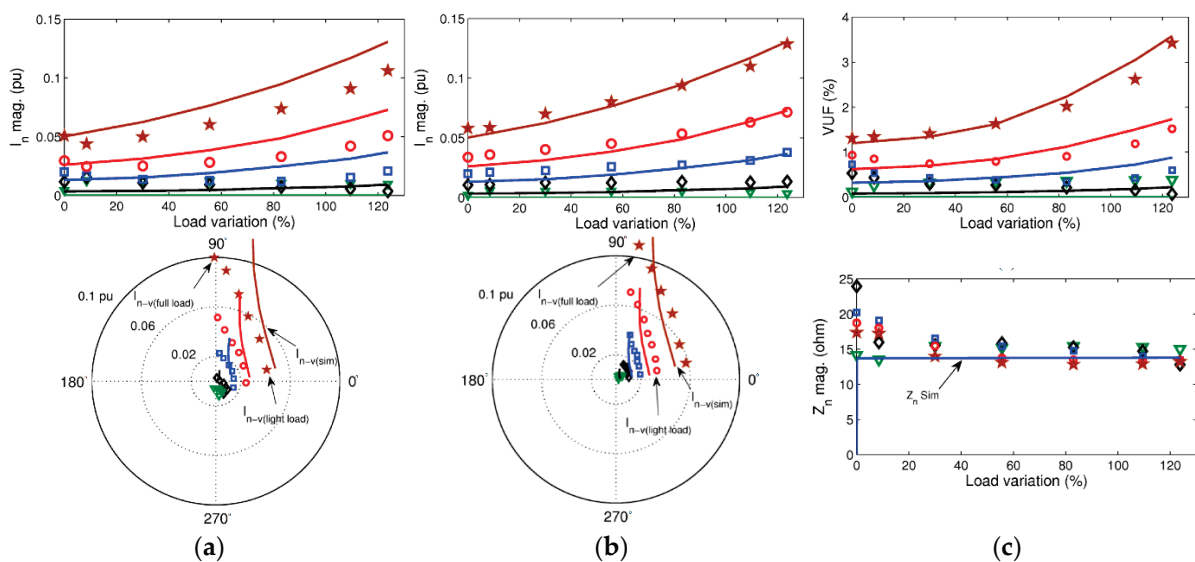 I_n mag. (pu)
0.15
0.1
0.05
0
0 20 40 60 80 100 120
Load variation (%)
I_n mag. (pu)
0.15
0.1
0.05
0
0 20 40 60 80 100 120
Load variation (%)
VUF (%)
4
3
2
1
0
0 20 40 60 80 100 120
Load variation (%)
90°
0.1 pu
0.06
0.02
180°
0°
270°
I_n-v(full load)
I_n-v(sim)
I_n-v(light load)
90°
0.1 pu
0.06
0.02
180°
0°
270°
I_n-v(full load)
I_n-v(sim)
I_n-v(light load)
Z_n mag. (ohm)
25
20
15
10
5
0
Z_n Sim
0 20 40 60 80 100 120
Load variation (%)
(a)
(b)
(c)